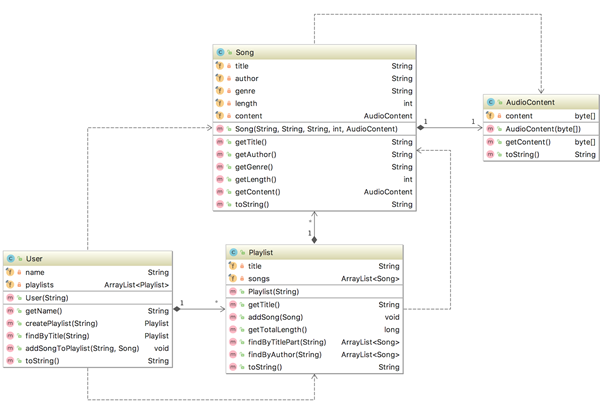 Song
title String
author String
genre String
length int
content AudioContent
Song(String, String, String, int, AudioContent)
getTitle() String
getAuthor() String
getGenre() String
getLength() int
getContent() AudioContent
toString() String
1 1
AudioContent
content byte[]
AudioContent(byte[])
getContent() byte[]
toString() String
*
1
User
name String
playlists ArrayList<Playlist>
User(String)
getName() String
createPlaylist(String) Playlist
findByTitle(String) Playlist
addSongToPlaylist(String, Song) void
toString() String
1 *
Playlist
title String
songs ArrayList<Song>
Playlist(String)
getTitle() String
addSong(Song) void
getTotalLength() long
findByTitlePart(String) ArrayList<Song>
findByAuthor(String) ArrayList<Song>
toString() String